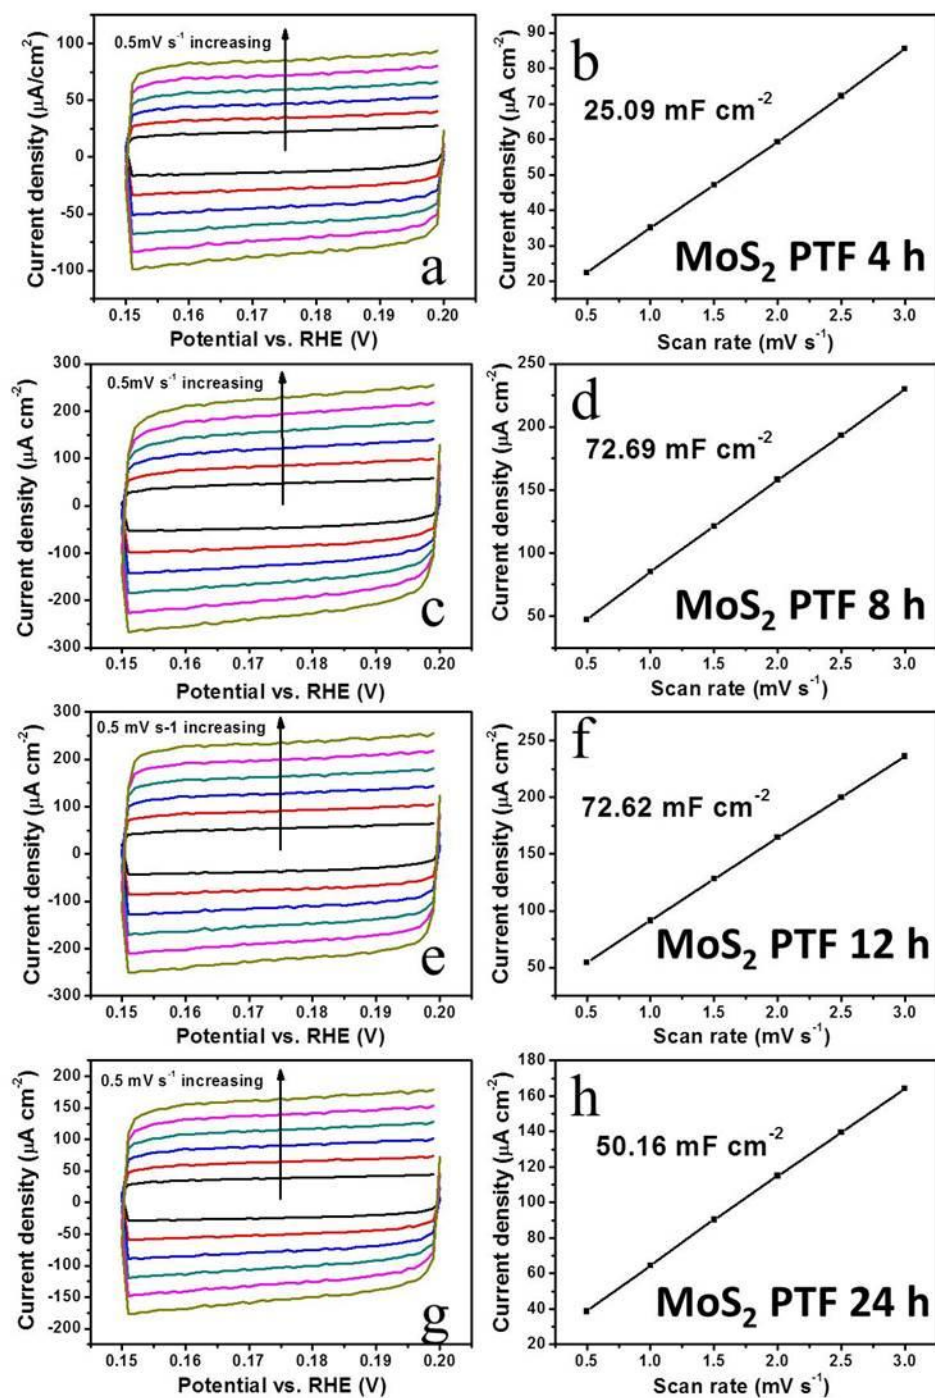 0.5mV s⁻¹ increasing
100
50
0
-50
-100
Current density (μA/cm²)
0.15 0.16 0.17 0.18 0.19 0.20
Potential vs. RHE (V)
a
b
25.09 mF cm⁻²
MoS₂ PTF 4 h
90
80
70
60
50
40
30
20
Current density (μA cm⁻²)
0.5 1.0 1.5 2.0 2.5 3.0
Scan rate (mV s⁻¹)
0.5mV s⁻¹ increasing
300
200
100
0
-100
-200
-300
Current density (μA cm⁻²)
0.15 0.16 0.17 0.18 0.19 0.20
Potential vs. RHE (V)
c
d
72.69 mF cm⁻²
MoS₂ PTF 8 h
250
200
150
100
50
Current density (μA cm⁻²)
0.5 1.0 1.5 2.0 2.5 3.0
Scan rate (mV s⁻¹)
0.5 mV s-1 increasing
300
200
100
0
-100
-200
-300
Current density (μA cm⁻²)
0.15 0.16 0.17 0.18 0.19 0.20
Potential vs. RHE (V)
e
f
72.62 mF cm⁻²
MoS₂ PTF 12 h
250
200
150
100
50
Current density (μA cm⁻²)
0.5 1.0 1.5 2.0 2.5 3.0
Scan rate (mV s⁻¹)
0.5 mV s⁻¹ increasing
200
150
100
50
0
-50
-100
-150
-200
Current density (μA cm⁻²)
0.15 0.16 0.17 0.18 0.19 0.20
Potential vs. RHE (V)
g
h
50.16 mF cm⁻²
MoS₂ PTF 24 h
180
160
140
120
100
80
60
40
20
Current density (μA cm⁻²)
0.5 1.0 1.5 2.0 2.5 3.0
Scan rate (mV s⁻¹)